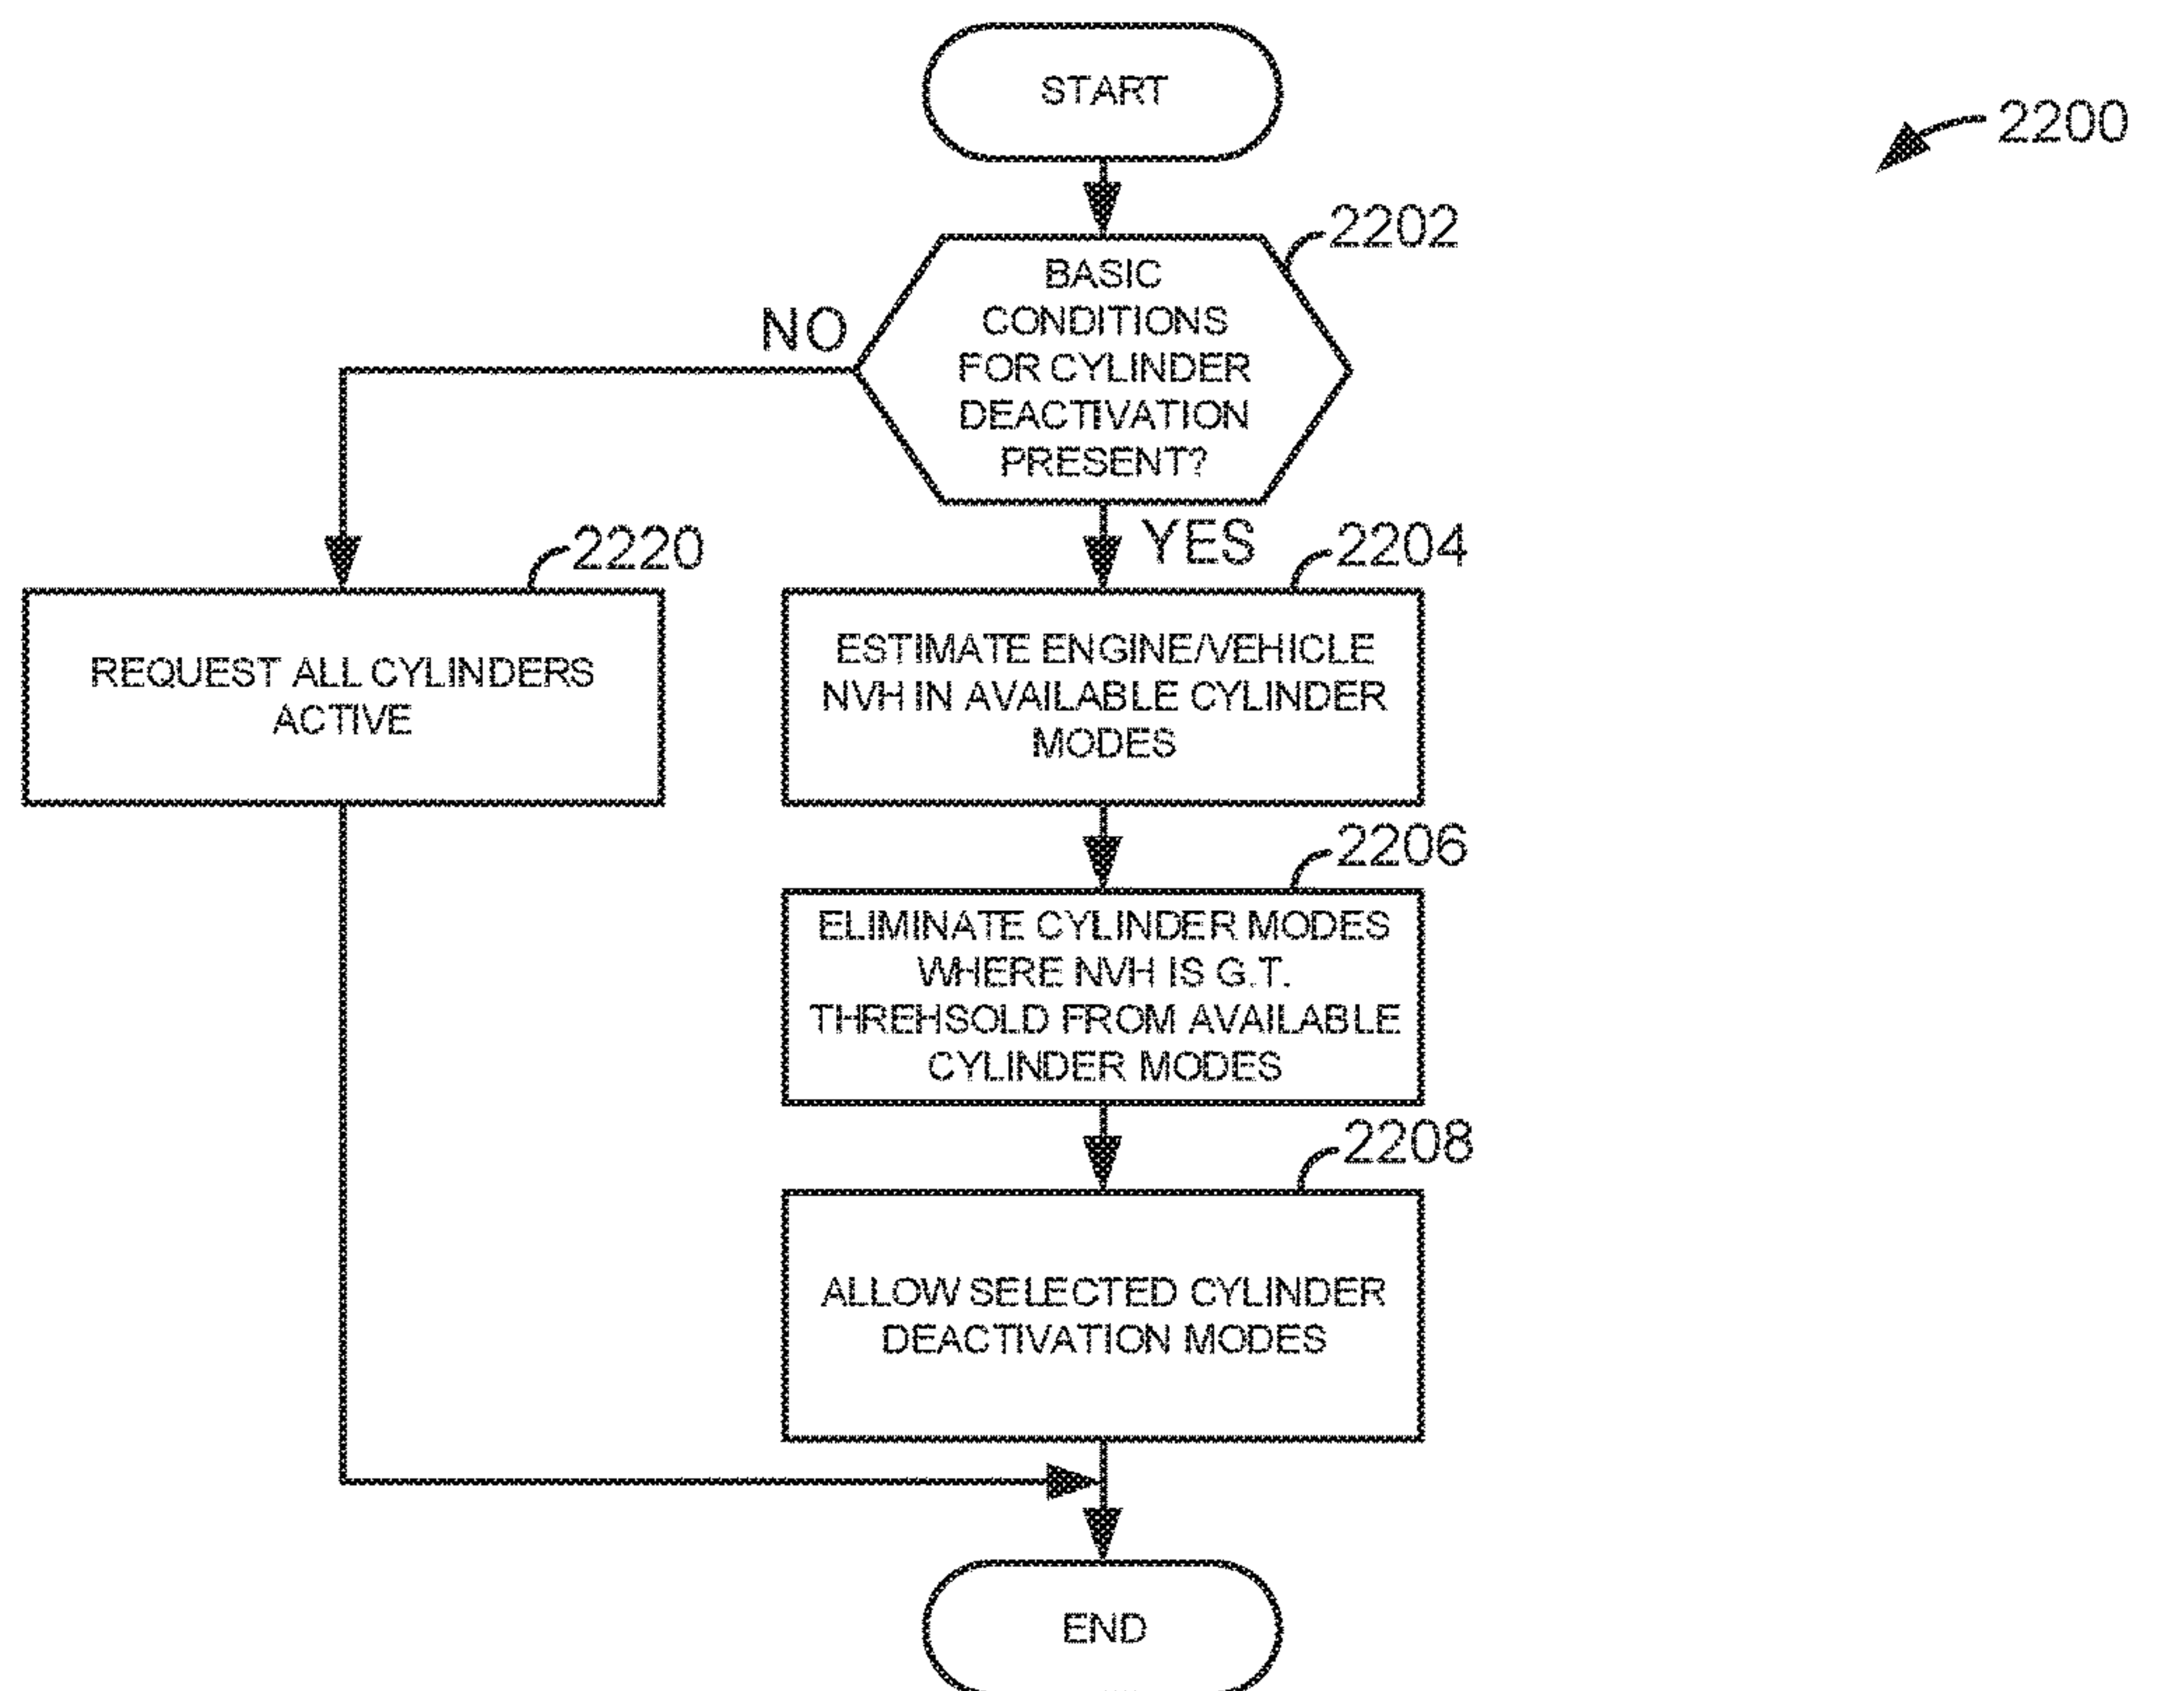 START
2200
2202
BASIC
CONDITIONS
FOR CYLINDER
DEACTIVATION
PRESENT?
NO
YES
2220
REQUEST ALL CYLINDERS
ACTIVE
2204
ESTIMATE ENGINE/VEHICLE
NVH IN AVAILABLE CYLINDER
MODES
2206
ELIMINATE CYLINDER MODES
WHERE NVH IS G.T.
THREHSOLD FROM AVAILABLE
CYLINDER MODES
2208
ALLOW SELECTED CYLINDER
DEACTIVATION MODES
END